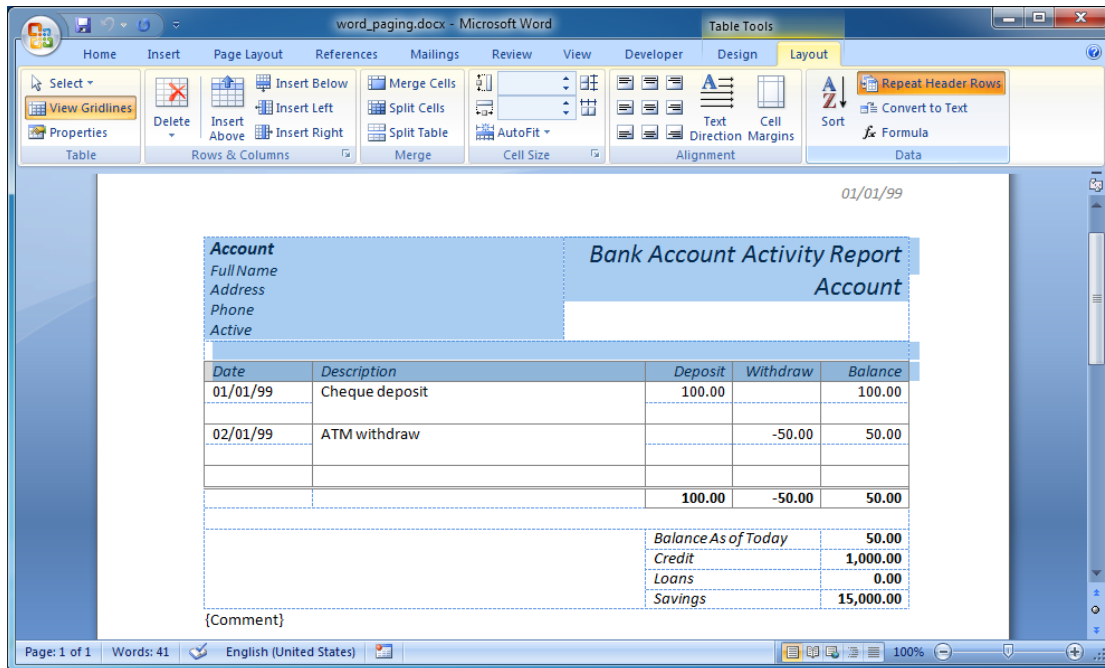 word_paging.docx - Microsoft Word
Table Tools
Home Insert Page Layout References Mailings Review View Developer Design Layout
Select
View Gridlines
Properties
Table
Delete
Insert Above
Insert Below
Insert Left
Insert Right
Rows & Columns
Merge Cells
Split Cells
Split Table
Merge
AutoFit
Cell Size
Text Direction
Cell Margins
Alignment
Sort
Repeat Header Rows
Convert to Text
fx Formula
Data
01/01/99
Account
Full Name
Address
Phone
Active
Bank Account Activity Report
Account
Date Description Deposit Withdraw Balance
01/01/99 Cheque deposit 100.00 100.00
02/01/99 ATM withdraw -50.00 50.00
100.00 -50.00 50.00
Balance As of Today 50.00
Credit 1,000.00
Loans 0.00
Savings 15,000.00
{Comment}
Page: 1 of 1 Words: 41 English (United States) 100%